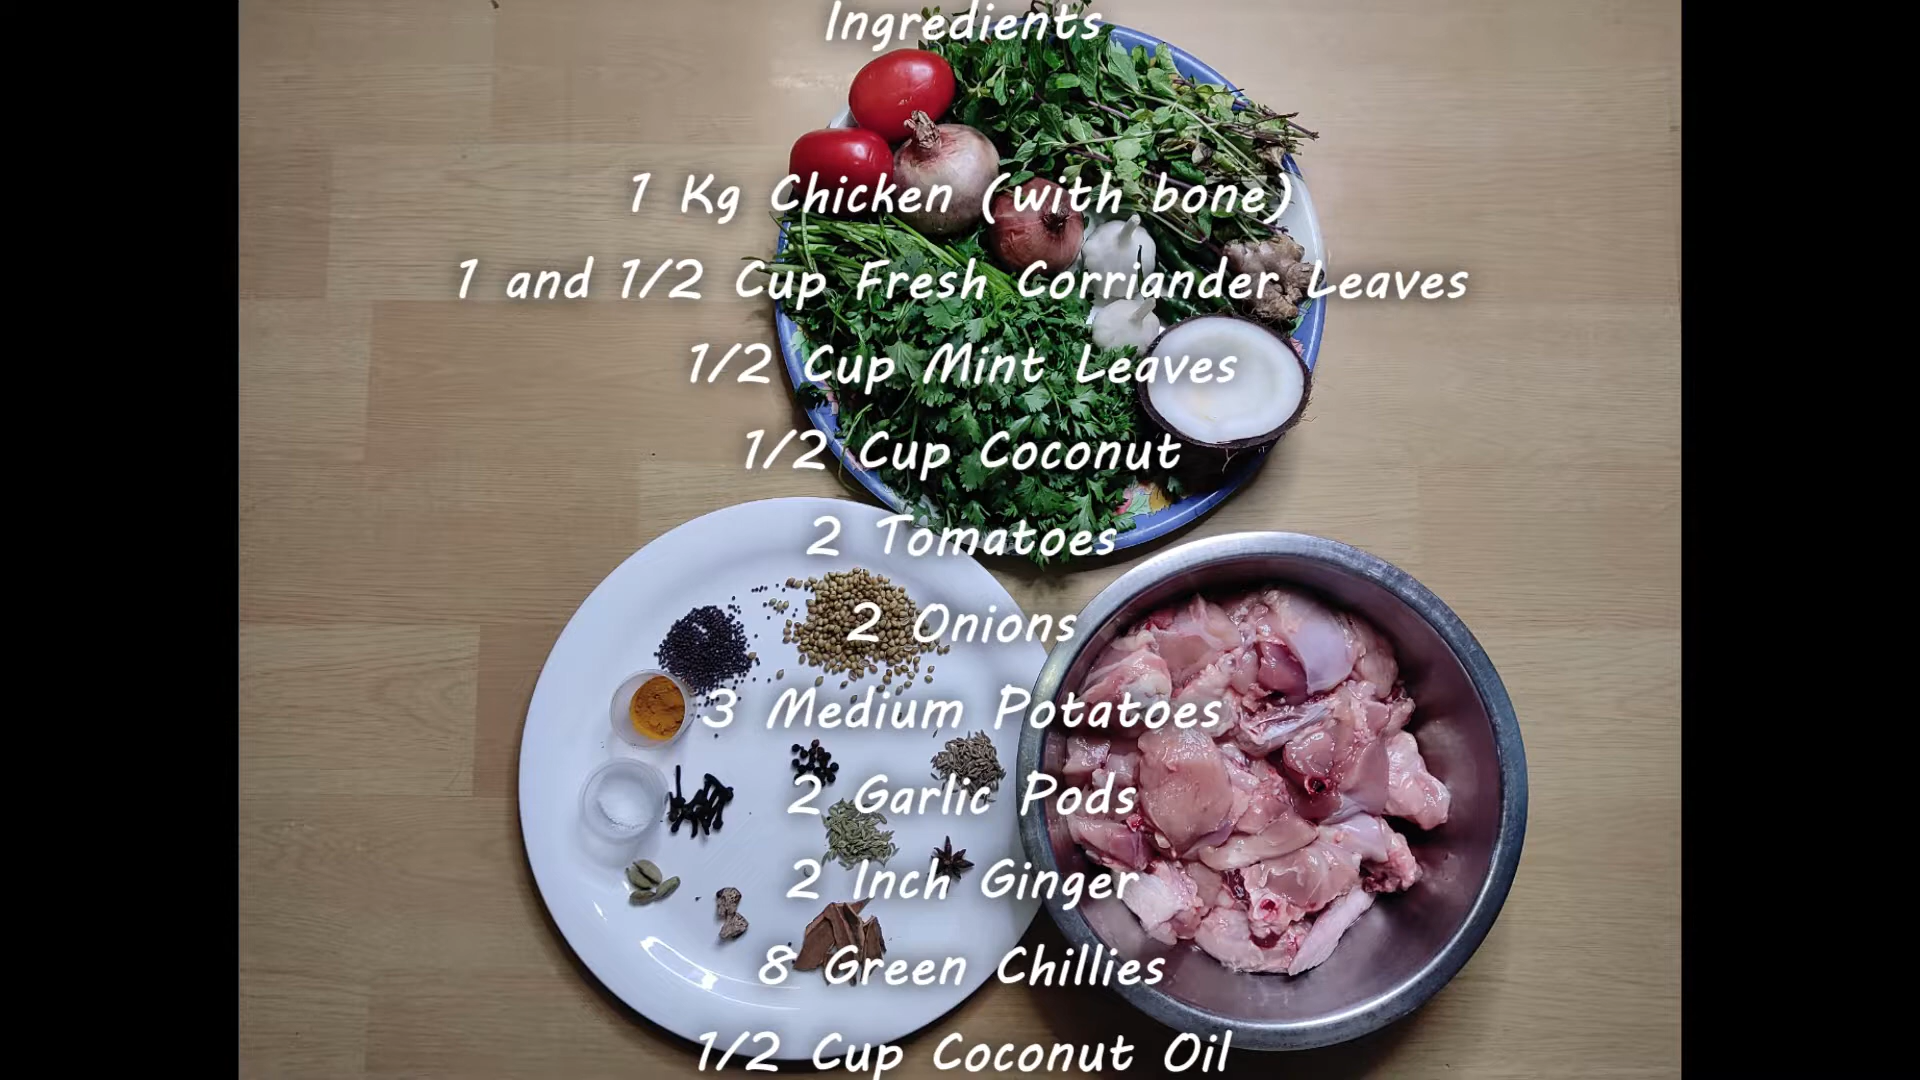 Ingredients
1 Kg Chicken (with bone)
1 and 1/2 Cup Fresh Corriander Leaves
1/2 Cup Mint Leaves
1/2 Cup Coconut
2 Tomatoes
2 Onions
3 Medium Potatoes
2 Garlic Pods
2 Inch Ginger
8 Green Chillies
1/2 Cup Coconut Oil